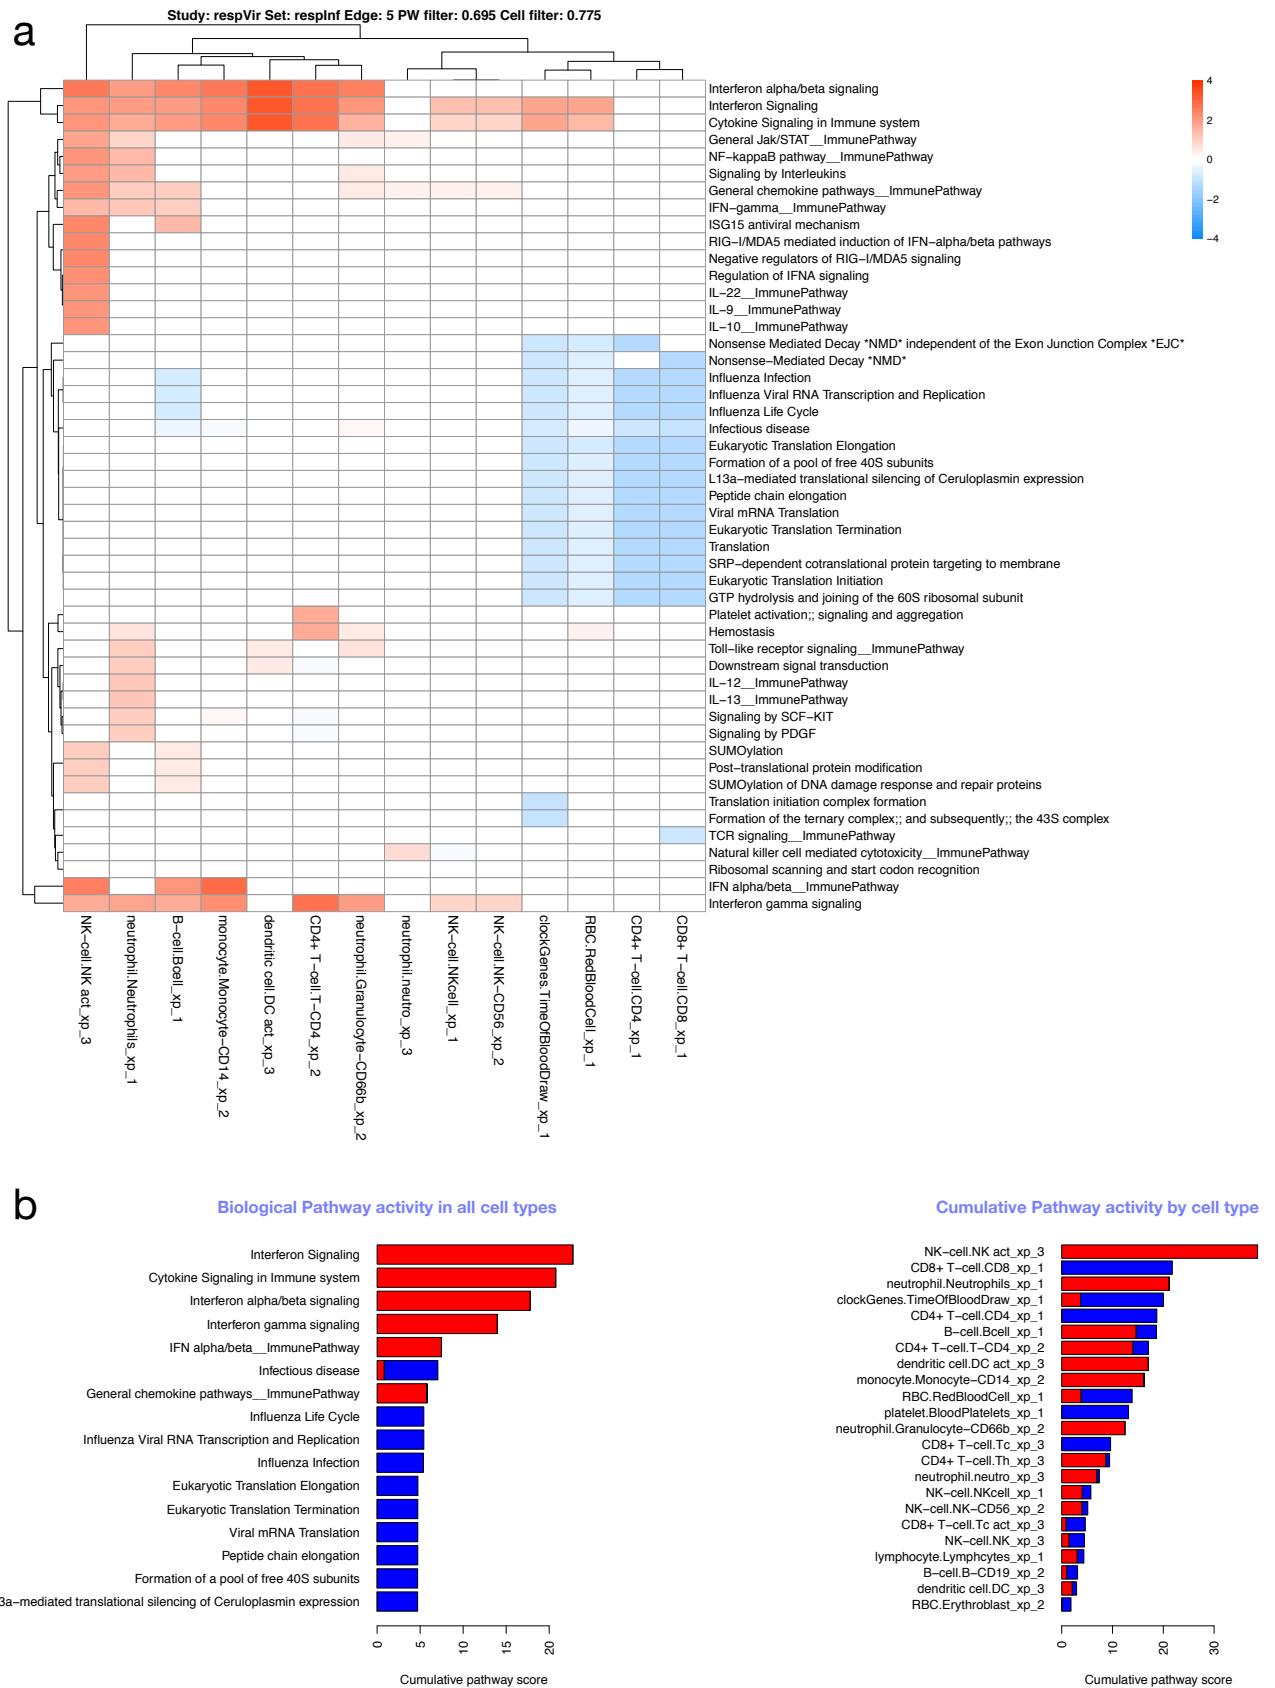 a
Study: respVir Set: respInf Edge: 5 PW filter: 0.695 Cell filter: 0.775
Interferon alpha/beta signaling
Interferon Signaling
Cytokine Signaling in Immune system
General Jak/STAT__ImmunePathway
NF−kappaB pathway__ImmunePathway
Signaling by Interleukins
General chemokine pathways__ImmunePathway
IFN−gamma__ImmunePathway
ISG15 antiviral mechanism
RIG−I/MDA5 mediated induction of IFN−alpha/beta pathways
Negative regulators of RIG−I/MDA5 signaling
Regulation of IFNA signaling
IL−22__ImmunePathway
IL−9__ImmunePathway
IL−10__ImmunePathway
Nonsense Mediated Decay *NMD* independent of the Exon Junction Complex *EJC*
Nonsense−Mediated Decay *NMD*
Influenza Infection
Influenza Viral RNA Transcription and Replication
Influenza Life Cycle
Infectious disease
Eukaryotic Translation Elongation
Formation of a pool of free 40S subunits
L13a−mediated translational silencing of Ceruloplasmin expression
Peptide chain elongation
Viral mRNA Translation
Eukaryotic Translation Termination
Translation
SRP−dependent cotranslational protein targeting to membrane
Eukaryotic Translation Initiation
GTP hydrolysis and joining of the 60S ribosomal subunit
Platelet activation;; signaling and aggregation
Hemostasis
Toll−like receptor signaling__ImmunePathway
Downstream signal transduction
IL−12__ImmunePathway
IL−13__ImmunePathway
Signaling by SCF−KIT
Signaling by PDGF
SUMOylation
Post−translational protein modification
SUMOylation of DNA damage response and repair proteins
Translation initiation complex formation
Formation of the ternary complex;; and subsequently;; the 43S complex
TCR signaling__ImmunePathway
Natural killer cell mediated cytotoxicity__ImmunePathway
Ribosomal scanning and start codon recognition
IFN alpha/beta__ImmunePathway
Interferon gamma signaling
4
2
0
−2
−4
NK−cell.NK act_xp_3
neutrophil.Neutrophils_xp_1
B−cell.Bcell_xp_1
monocyte.Monocyte−CD14_xp_2
dendritic cell.DC act_xp_3
CD4+ T−cell.T−CD4_xp_2
neutrophil.Granulocyte−CD66b_xp_2
neutrophil.neutro_xp_3
NK−cell.NKcell_xp_1
NK−cell.NK−CD56_xp_2
clockGenes.TimeOfBloodDraw_xp_1
RBC.RedBloodCell_xp_1
CD4+ T−cell.CD4_xp_1
CD8+ T−cell.CD8_xp_1
b
Biological Pathway activity in all cell types
Interferon Signaling
Cytokine Signaling in Immune system
Interferon alpha/beta signaling
Interferon gamma signaling
IFN alpha/beta__ImmunePathway
Infectious disease
General chemokine pathways__ImmunePathway
Influenza Life Cycle
Influenza Viral RNA Transcription and Replication
Influenza Infection
Eukaryotic Translation Elongation
Eukaryotic Translation Termination
Viral mRNA Translation
Peptide chain elongation
Formation of a pool of free 40S subunits
3a−mediated translational silencing of Ceruloplasmin expression
0 5 10 15 20
Cumulative pathway score
Cumulative Pathway activity by cell type
NK−cell.NK act_xp_3
CD8+ T−cell.CD8_xp_1
neutrophil.Neutrophils_xp_1
clockGenes.TimeOfBloodDraw_xp_1
CD4+ T−cell.CD4_xp_1
B−cell.Bcell_xp_1
CD4+ T−cell.T−CD4_xp_2
dendritic cell.DC act_xp_3
monocyte.Monocyte−CD14_xp_2
RBC.RedBloodCell_xp_1
platelet.BloodPlatelets_xp_1
neutrophil.Granulocyte−CD66b_xp_2
CD8+ T−cell.Tc_xp_3
CD4+ T−cell.Th_xp_3
neutrophil.neutro_xp_3
NK−cell.NKcell_xp_1
NK−cell.NK−CD56_xp_2
CD8+ T−cell.Tc act_xp_3
NK−cell.NK_xp_3
lymphocyte.Lymphcytes_xp_1
B−cell.B−CD19_xp_2
dendritic cell.DC_xp_3
RBC.Erythroblast_xp_2
0 10 20 30
Cumulative pathway score